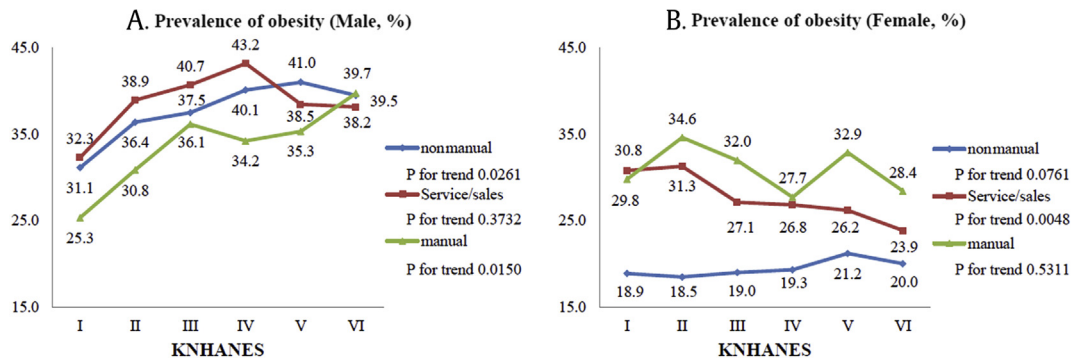 A. Prevalence of obesity (Male, %)
45.0
35.0
25.0
15.0
32.3
38.9
40.7
43.2
41.0
39.7
31.1
36.4
37.5
40.1
38.5
39.5
38.2
25.3
30.8
36.1
34.2
35.3
I II III IV V VI
KNHANES
nonmanual
P for trend 0.0261
Service/sales
P for trend 0.3732
manual
P for trend 0.0150
B. Prevalence of obesity (Female, %)
45.0
35.0
25.0
15.0
30.8
34.6
32.0
27.7
32.9
28.4
29.8
31.3
27.1
26.8
26.2
23.9
18.9
18.5
19.0
19.3
21.2
20.0
I II III IV V VI
KNHANES
nonmanual
P for trend 0.0761
Service/sales
P for trend 0.0048
manual
P for trend 0.5311